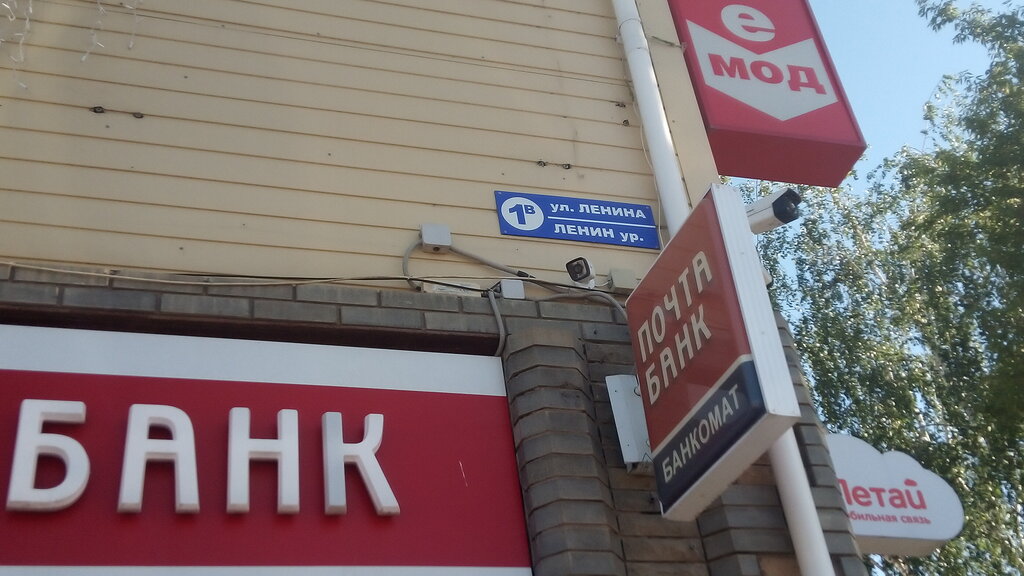 е
МОД
1В
ул. ЛЕНИНА
ЛЕНИН ур.
ПОЧТА
БАНК
БАНКОМАТ
БАНК
Летай
бильная связь